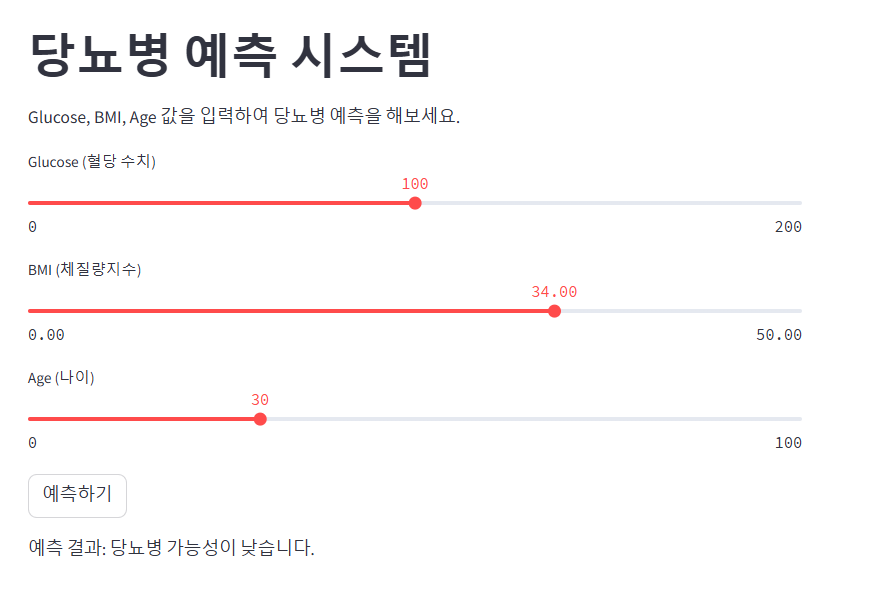 당뇨병 예측 시스템
Glucose, BMI, Age 값을 입력하여 당뇨병 예측을 해보세요.
Glucose (혈당 수치)
100
0 200
BMI (체질량지수)
34.00
0.00 50.00
Age (나이)
30
0 100
예측하기
예측 결과: 당뇨병 가능성이 낮습니다.